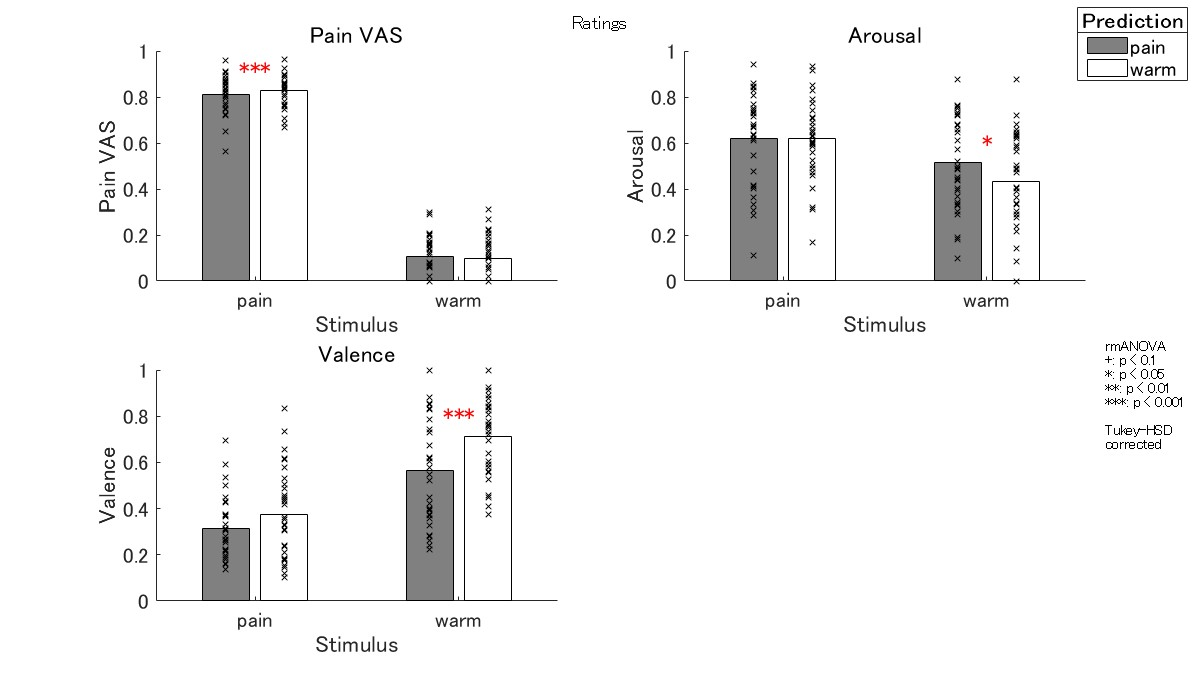 Ratings
Prediction
pain
warm
Pain VAS
1
0.8
0.6
0.4
0.2
0
Pain VAS
***
pain
warm
Stimulus
Arousal
1
0.8
0.6
0.4
0.2
0
Arousal
*
pain
warm
Stimulus
Valence
1
0.8
0.6
0.4
0.2
0
Valence
***
pain
warm
Stimulus
rmANOVA
+: p < 0.1
*: p < 0.05
**: p < 0.01
***: p < 0.001
Tukey-HSD
corrected